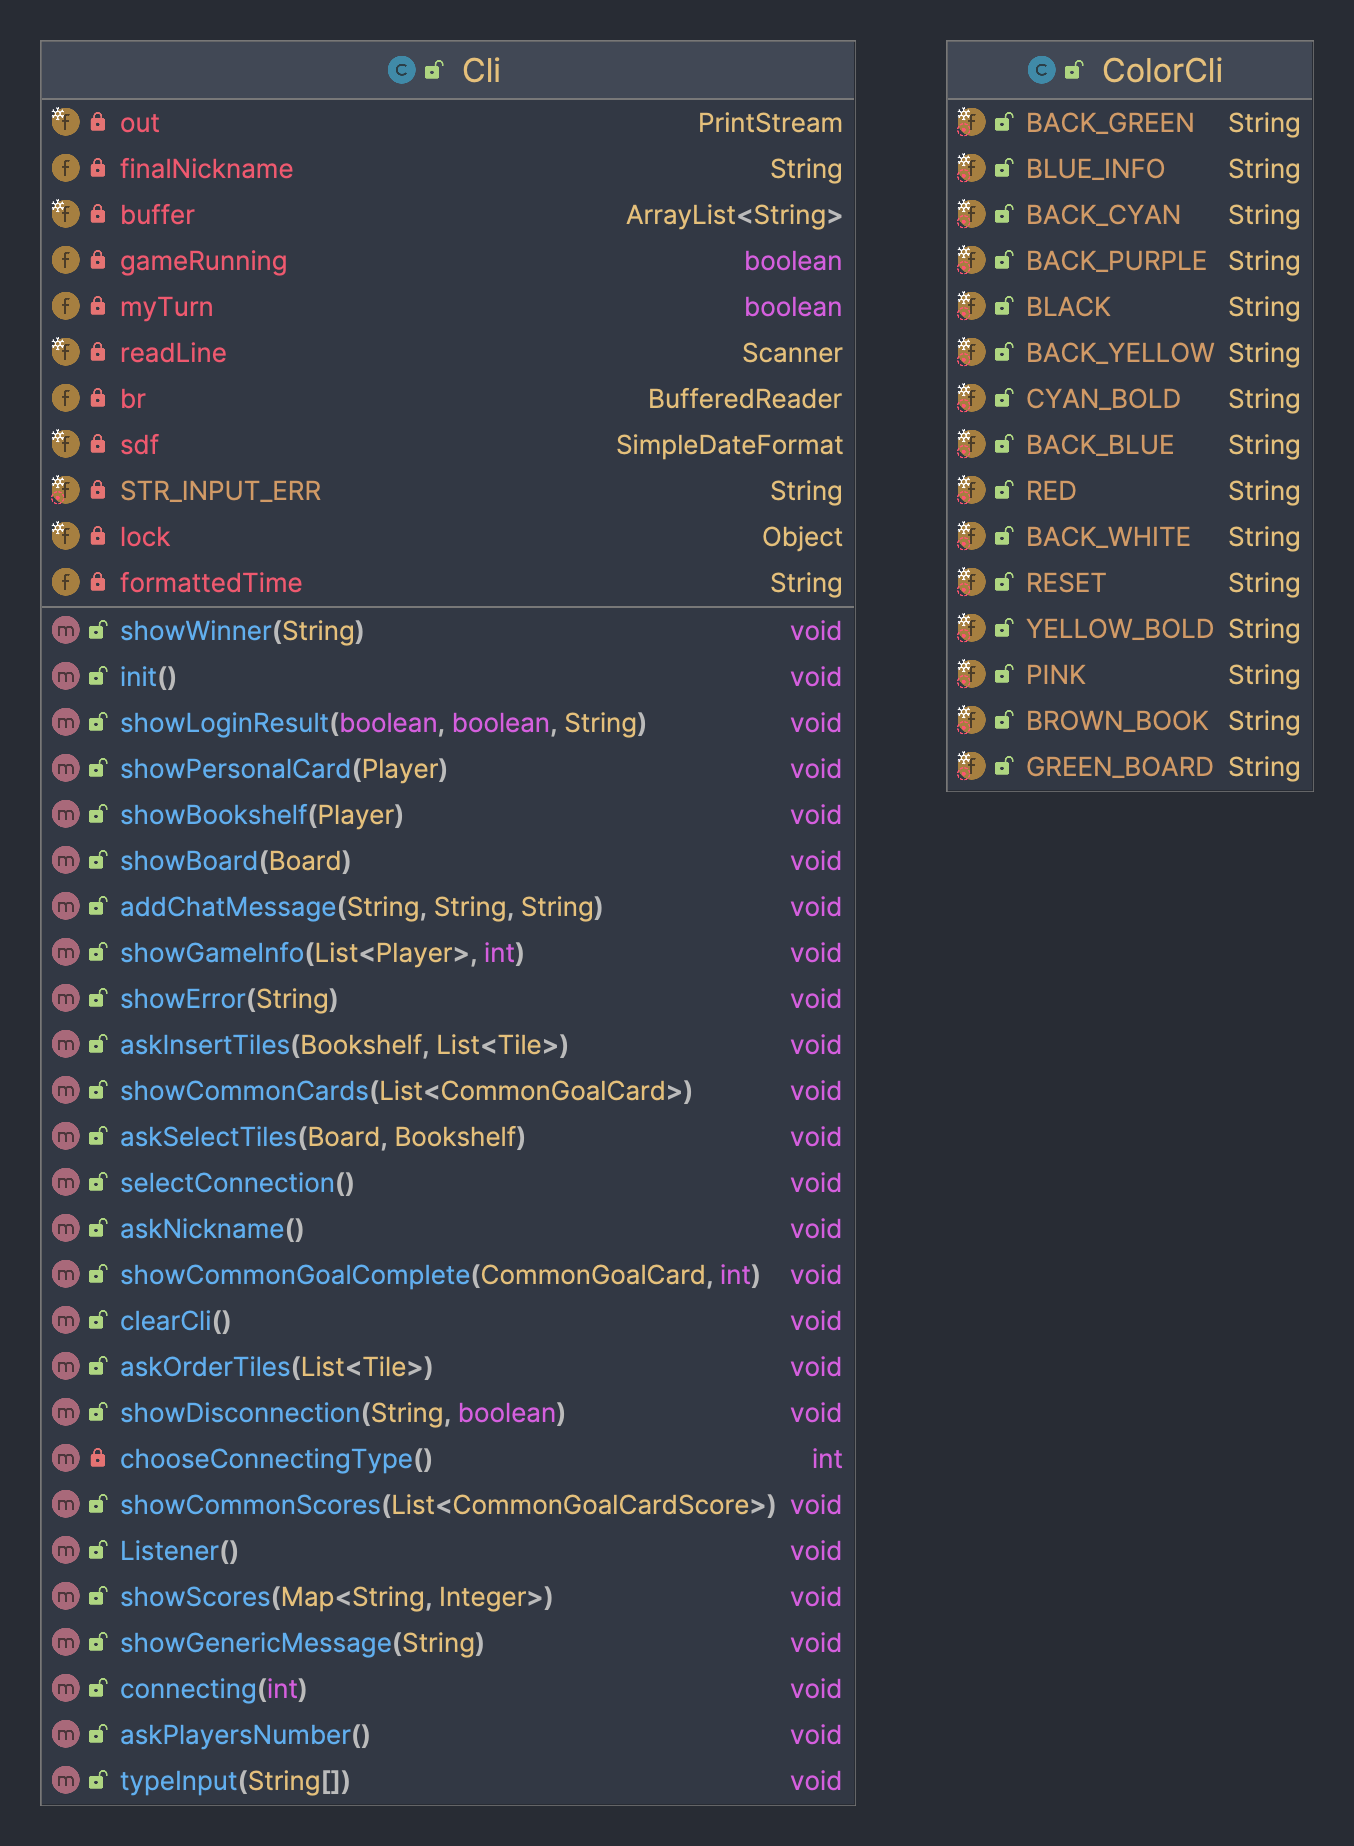 Cli
out PrintStream
finalNickname String
buffer ArrayList<String>
gameRunning boolean
myTurn boolean
readLine Scanner
br BufferedReader
sdf SimpleDateFormat
STR_INPUT_ERR String
lock Object
formattedTime String
showWinner(String) void
init() void
showLoginResult(boolean, boolean, String) void
showPersonalCard(Player) void
showBookshelf(Player) void
showBoard(Board) void
addChatMessage(String, String, String) void
showGameInfo(List<Player>, int) void
showError(String) void
askInsertTiles(Bookshelf, List<Tile>) void
showCommonCards(List<CommonGoalCard>) void
askSelectTiles(Board, Bookshelf) void
selectConnection() void
askNickname() void
showCommonGoalComplete(CommonGoalCard, int) void
clearCli() void
askOrderTiles(List<Tile>) void
showDisconnection(String, boolean) void
chooseConnectingType() int
showCommonScores(List<CommonGoalCardScore>) void
Listener() void
showScores(Map<String, Integer>) void
showGenericMessage(String) void
connecting(int) void
askPlayersNumber() void
typeInput(String[]) void
ColorCli
BACK_GREEN String
BLUE_INFO String
BACK_CYAN String
BACK_PURPLE String
BLACK String
BACK_YELLOW String
CYAN_BOLD String
BACK_BLUE String
RED String
BACK_WHITE String
RESET String
YELLOW_BOLD String
PINK String
BROWN_BOOK String
GREEN_BOARD String